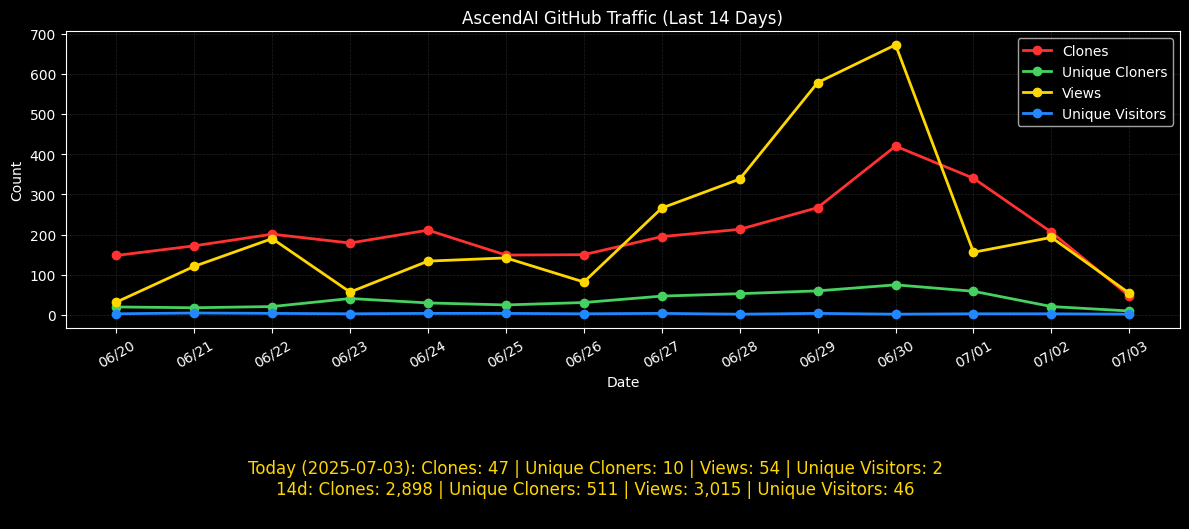 AscendAI GitHub Traffic (Last 14 Days)
700
600
500
400
300
200
100
0
Count
Clones
Unique Cloners
Views
Unique Visitors
06/20
06/21
06/22
06/23
06/24
06/25
06/26
06/27
06/28
06/29
06/30
07/01
07/02
07/03
Date
Today (2025-07-03): Clones: 47 | Unique Cloners: 10 | Views: 54 | Unique Visitors: 2
14d: Clones: 2,898 | Unique Cloners: 511 | Views: 3,015 | Unique Visitors: 46